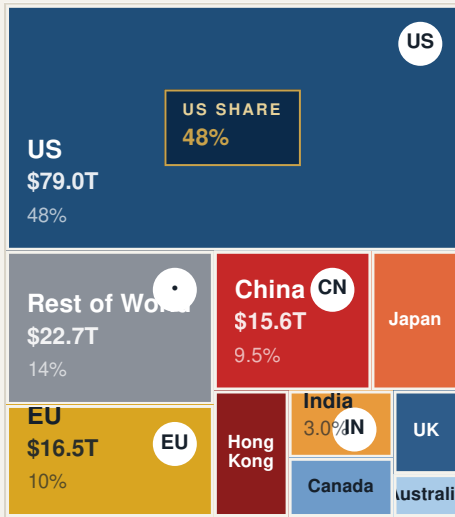 US
US SHARE
48%
US
$79.0T
48%
Rest of World
•
$22.7T
14%
China
CN
$15.6T
9.5%
Japan
EU
$16.5T
10%
EU
Hong
Kong
India
3.0%
IN
UK
Canada
Australi